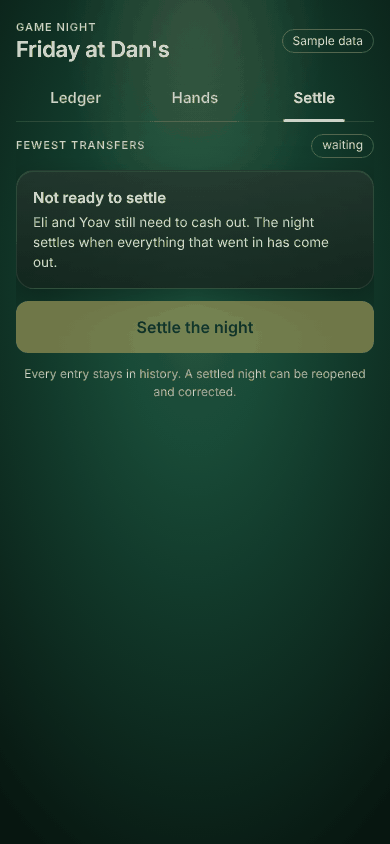 GAME NIGHT
Friday at Dan's
Sample data
Ledger
Hands
Settle
FEWEST TRANSFERS
waiting
Not ready to settle
Eli and Yoav still need to cash out. The night
settles when everything that went in has come
out.
Settle the night
Every entry stays in history. A settled night can be reopened
and corrected.